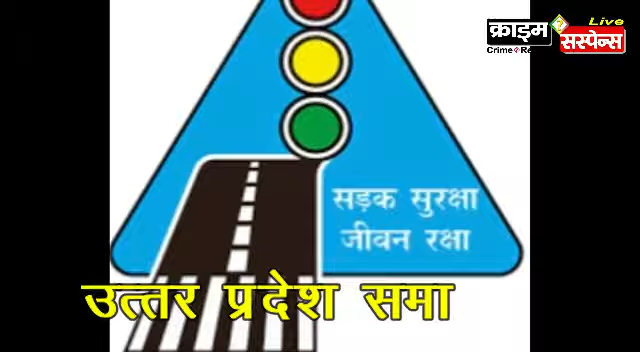 Live
क्राइम
सस्पेन्स
सड़क सुरक्षा
जीवन रक्षा
उत्तर प्रदेश समा